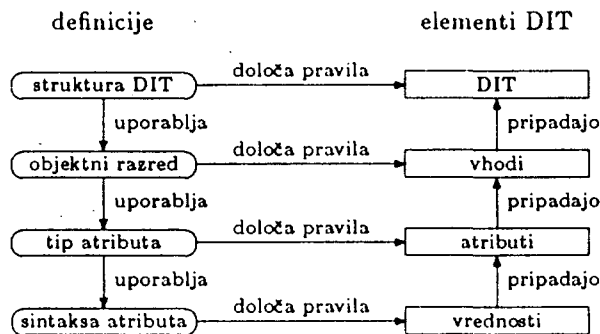 definicije
elementi DIT
struktura DIT
določa pravila
DIT
uporablja
pripadajo
objektni razred
določa pravila
vhodi
uporablja
pripadajo
tip atributa
določa pravila
atributi
uporablja
pripadajo
sintaksa atributa
določa pravila
vrednosti